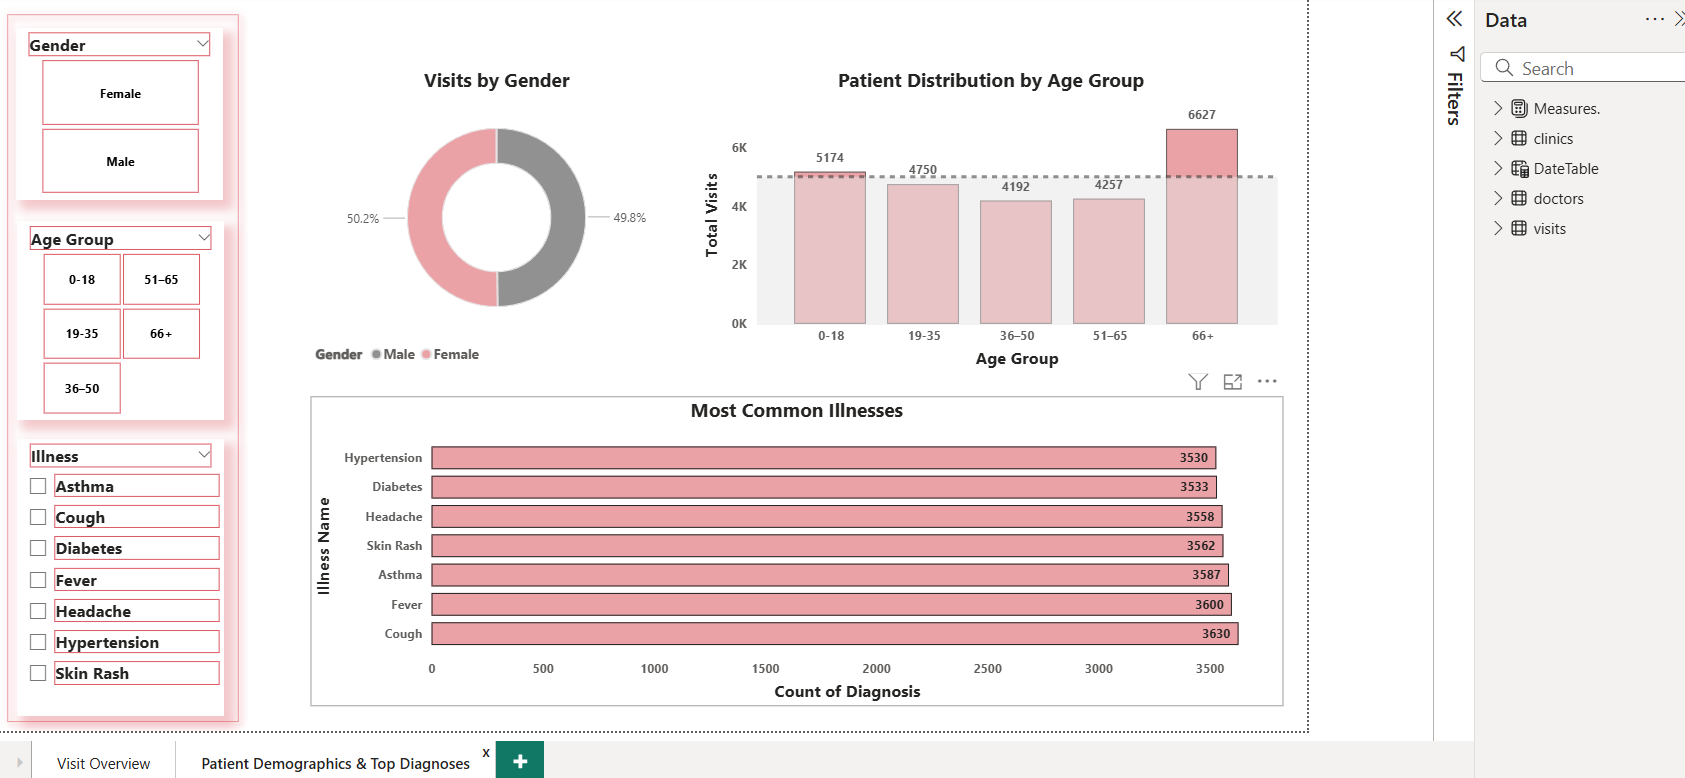 Gender
Female
Male
Age Group
0-18
51–65
19-35
66+
36–50
Illness
Asthma
Cough
Diabetes
Fever
Headache
Hypertension
Skin Rash
Visits by Gender
50.2%
49.8%
Gender Male Female
Patient Distribution by Age Group
Total Visits
6K
4K
2K
0K
5174
4750
4192
4257
6627
0-18
19-35
36–50
51–65
66+
Age Group
Most Common Illnesses
Illness Name
Hypertension 3530
Diabetes 3533
Headache 3558
Skin Rash 3562
Asthma 3587
Fever 3600
Cough 3630
0 500 1000 1500 2000 2500 3000 3500
Count of Diagnosis
Filters
Data
Search
Measures.
clinics
DateTable
doctors
visits
Visit Overview
Patient Demographics & Top Diagnoses
x
+